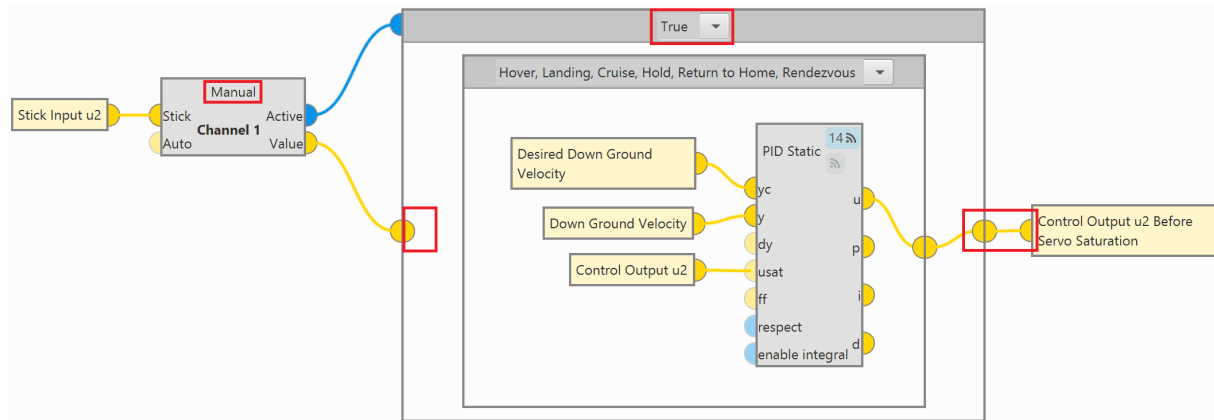 True
Hover, Landing, Cruise, Hold, Return to Home, Rendezvous
Manual
Stick Input u2
Stick
Active
Channel 1
Auto
Value
14
PID Static
Desired Down Ground
Velocity
yc
u
Down Ground Velocity
y
dy
p
Control Output u2
usat
ff
i
respect
d
enable integral
Control Output u2 Before
Servo Saturation